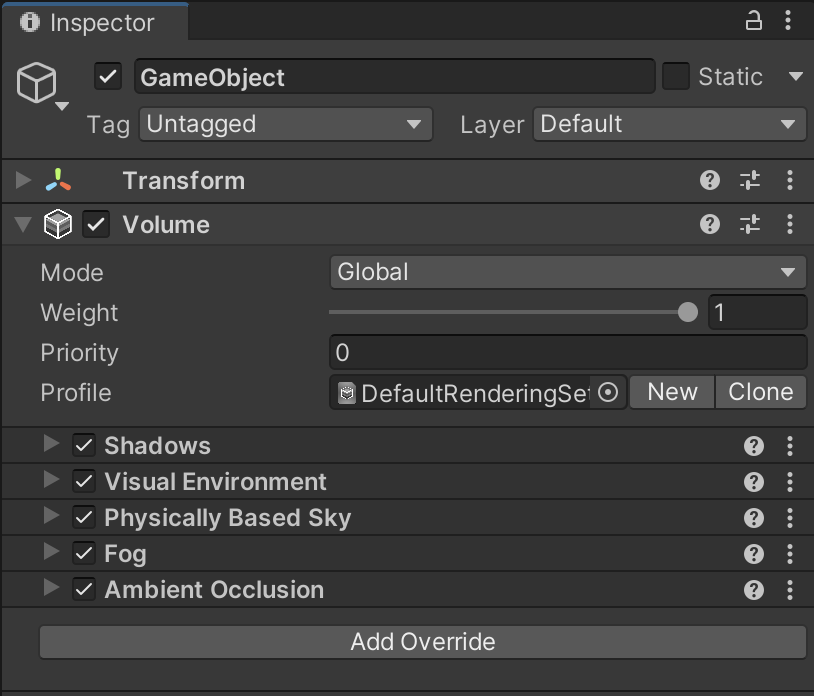 Inspector
GameObject
Static
Tag Untagged Layer Default
Transform
Volume
Mode Global
Weight 1
Priority 0
Profile DefaultRenderingSet New Clone
Shadows
Visual Environment
Physically Based Sky
Fog
Ambient Occlusion
Add Override